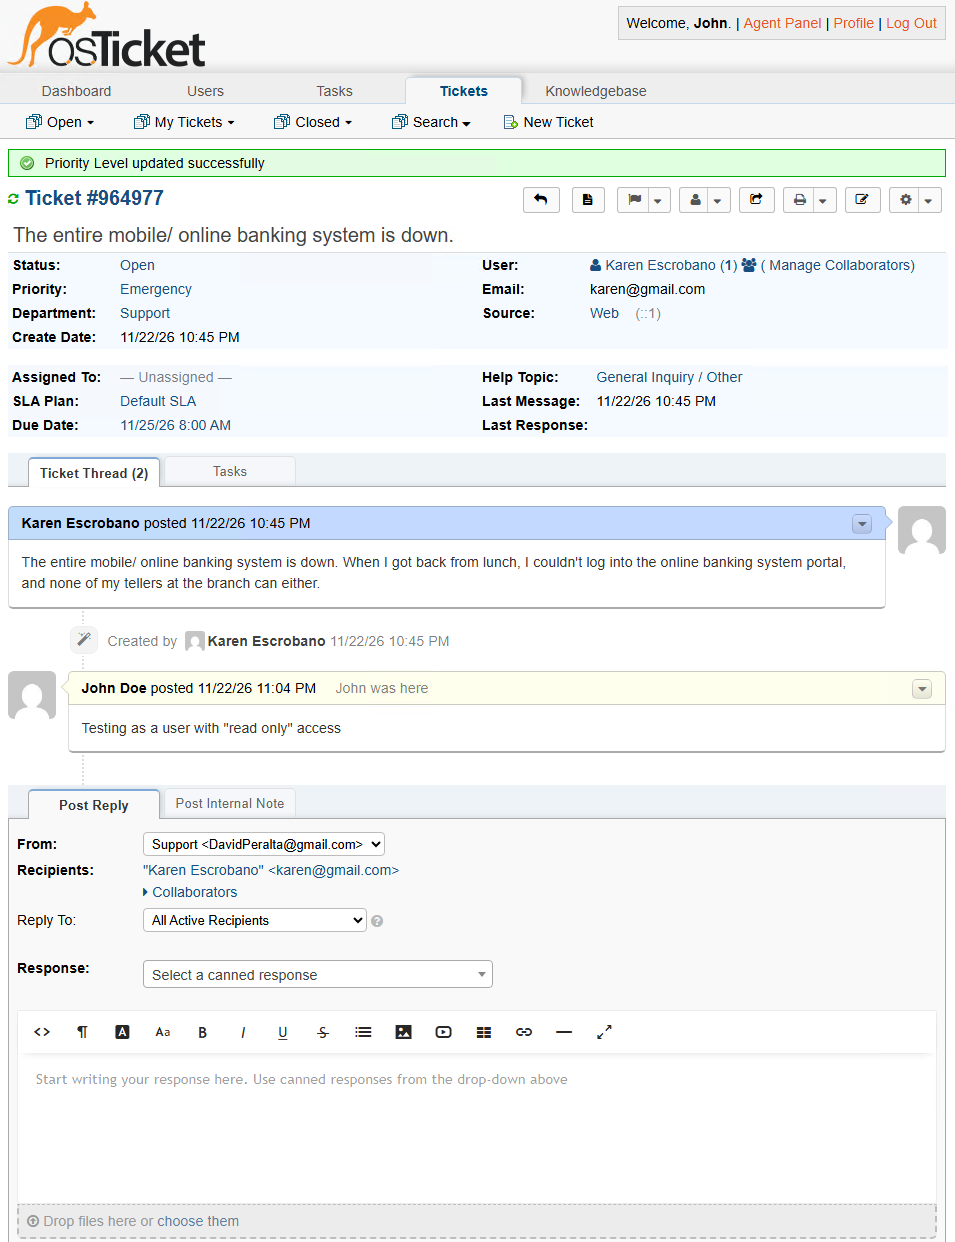 osTicket
Welcome, John. | Agent Panel | Profile | Log Out
Dashboard Users Tasks Tickets Knowledgebase
Open My Tickets Closed Search New Ticket
Priority Level updated successfully
Ticket #964977
The entire mobile/ online banking system is down.
Status: Open User: Karen Escrobano (1) ( Manage Collaborators)
Priority: Emergency Email: karen@gmail.com
Department: Support Source: Web (::1)
Create Date: 11/22/26 10:45 PM
Assigned To: — Unassigned — Help Topic: General Inquiry / Other
SLA Plan: Default SLA Last Message: 11/22/26 10:45 PM
Due Date: 11/25/26 8:00 AM Last Response:
Ticket Thread (2) Tasks
Karen Escrobano posted 11/22/26 10:45 PM
The entire mobile/ online banking system is down. When I got back from lunch, I couldn't log into the online banking system portal,
and none of my tellers at the branch can either.
Created by Karen Escrobano 11/22/26 10:45 PM
John Doe posted 11/22/26 11:04 PM John was here
Testing as a user with "read only" access
Post Reply Post Internal Note
From: Support <DavidPeralta@gmail.com>
Recipients: "Karen Escrobano" <karen@gmail.com>
Collaborators
Reply To: All Active Recipients
Response: Select a canned response
<> ¶ A Aa B I U S
Start writing your response here. Use canned responses from the drop-down above
Drop files here or choose them